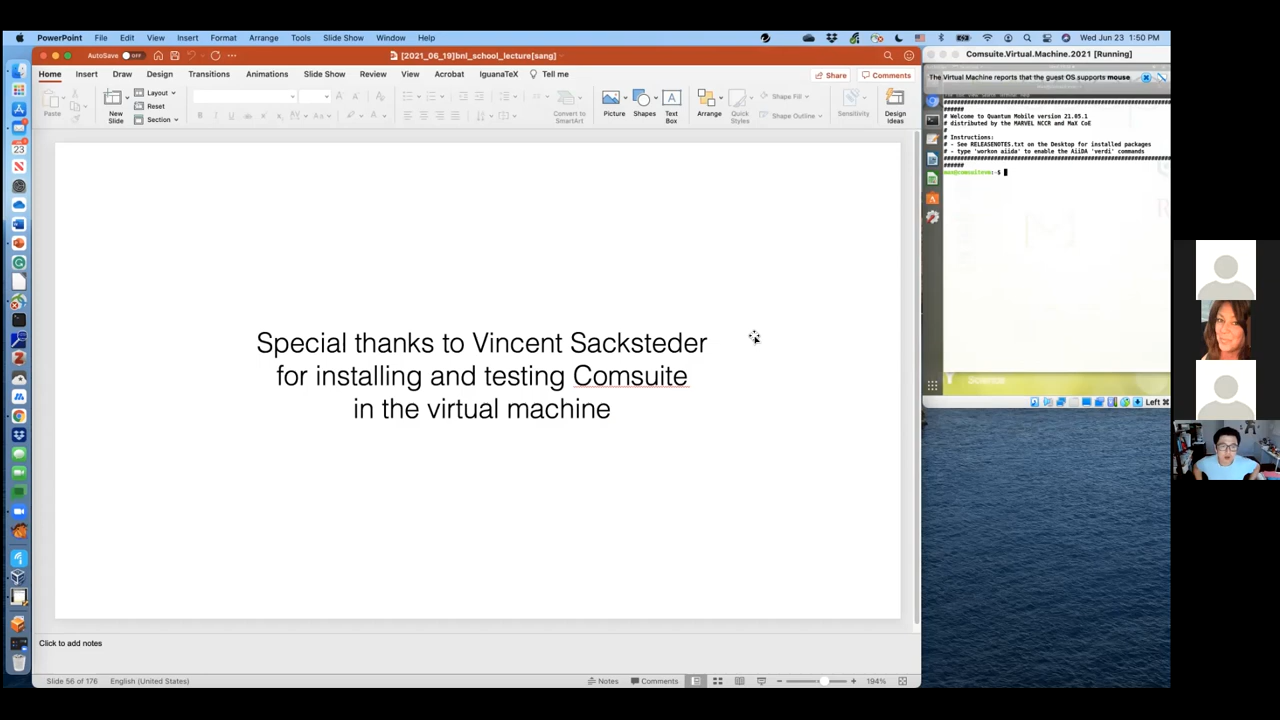 PowerPoint File Edit View Insert Format Arrange Tools Slide Show Window Help
Wed Jun 23 1:50 PM
AutoSave OFF
[2021_06_19]bnl_school_lecture[sang]
Home Insert Draw Design Transitions Animations Slide Show Review View Acrobat IguanaTeX Tell me
Share Comments
Paste
New Slide
Layout
Reset
Section
Convert to SmartArt
Picture
Shapes
Text Box
Arrange
Quick Styles
Shape Fill
Shape Outline
Sensitivity
Design Ideas
Special thanks to Vincent Sacksteder
for installing and testing Comsuite
in the virtual machine
Click to add notes
Slide 56 of 176 English (United States)
Notes Comments 194%
23
Comsuite.Virtual.Machine.2021 [Running]
The Virtual Machine reports that the guest OS supports mouse
######
# Welcome to Quantum Mobile version 21.05.1
# distributed by the MARVEL NCCR and MaX CoE
#
# Instructions:
# - See RELEASENOTES.txt on the Desktop for installed packages
# - type 'workon aiida' to enable the AiiDA 'verdi' commands
######
max@comsuitevm:~$
Science
Left ⌘